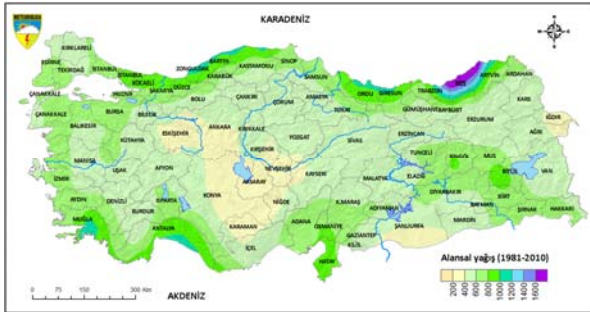 METEOROLOJİ
KARADENİZ
KIRKLARELİ
EDİRNE
TEKİRDAĞ
İSTANBUL
İSTANBUL
KOCAELİ
SAKARYA
DÜZCE
ZONGULDAK
BARTIN
KARABÜK
KASTAMONU
SİNOP
SAMSUN
ORDU
GİRESUN
TRABZON
RİZE
ARTVİN
ARDAHAN
ÇANAKKALE
ÇANAKKALE
BURSA
BİLECİK
BOLU
ÇANKIRI
ÇORUM
AMASYA
TOKAT
GÜMÜŞHANE
BAYBURT
KARS
IĞDIR
BALIKESİR
KÜTAHYA
ESKİŞEHİR
ANKARA
KIRIKKALE
YOZGAT
SİVAS
ERZİNCAN
ERZURUM
AĞRI
MANİSA
UŞAK
AFYON
KIRŞEHİR
NEVŞEHİR
KAYSERİ
TUNCELİ
BİNGÖL
MUŞ
VAN
İZMİR
AKSARAY
MALATYA
ELAZIĞ
BİTLİS
DİYARBAKIR
AYDIN
DENİZLİ
ISPARTA
KONYA
NİĞDE
K.MARAŞ
ADIYAMAN
BATMAN
SİİRT
ŞIRNAK
HAKKARİ
MUĞLA
BURDUR
ANTALYA
KARAMAN
ADANA
OSMANİYE
GAZİANTEP
ŞANLIURFA
MARDİN
İÇEL
KİLİS
HATAY
Alansal yağış (1981-2010)
200 400 600 800 1000 1200 1400 1600
0 75 150 300 Km
AKDENİZ